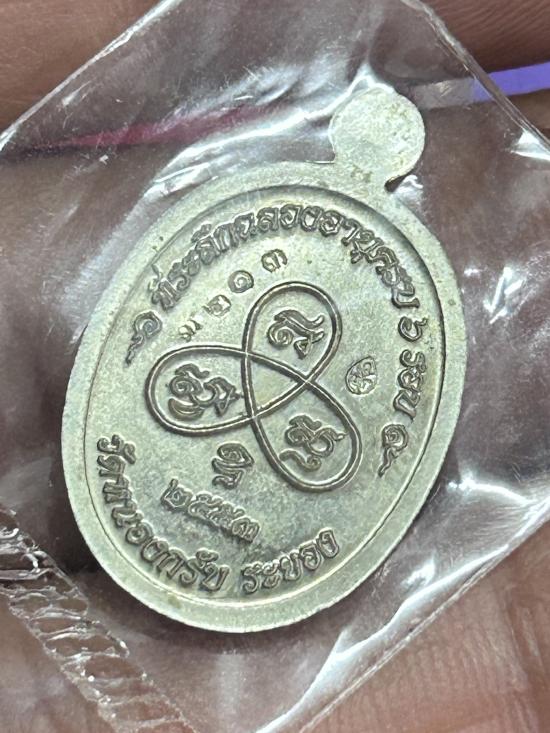 ที่ระลึกฉลองอายุครบ ๖ รอบ
๓๒๑๓
๒๕๕๓
วัดหนองกรับ ระยอง